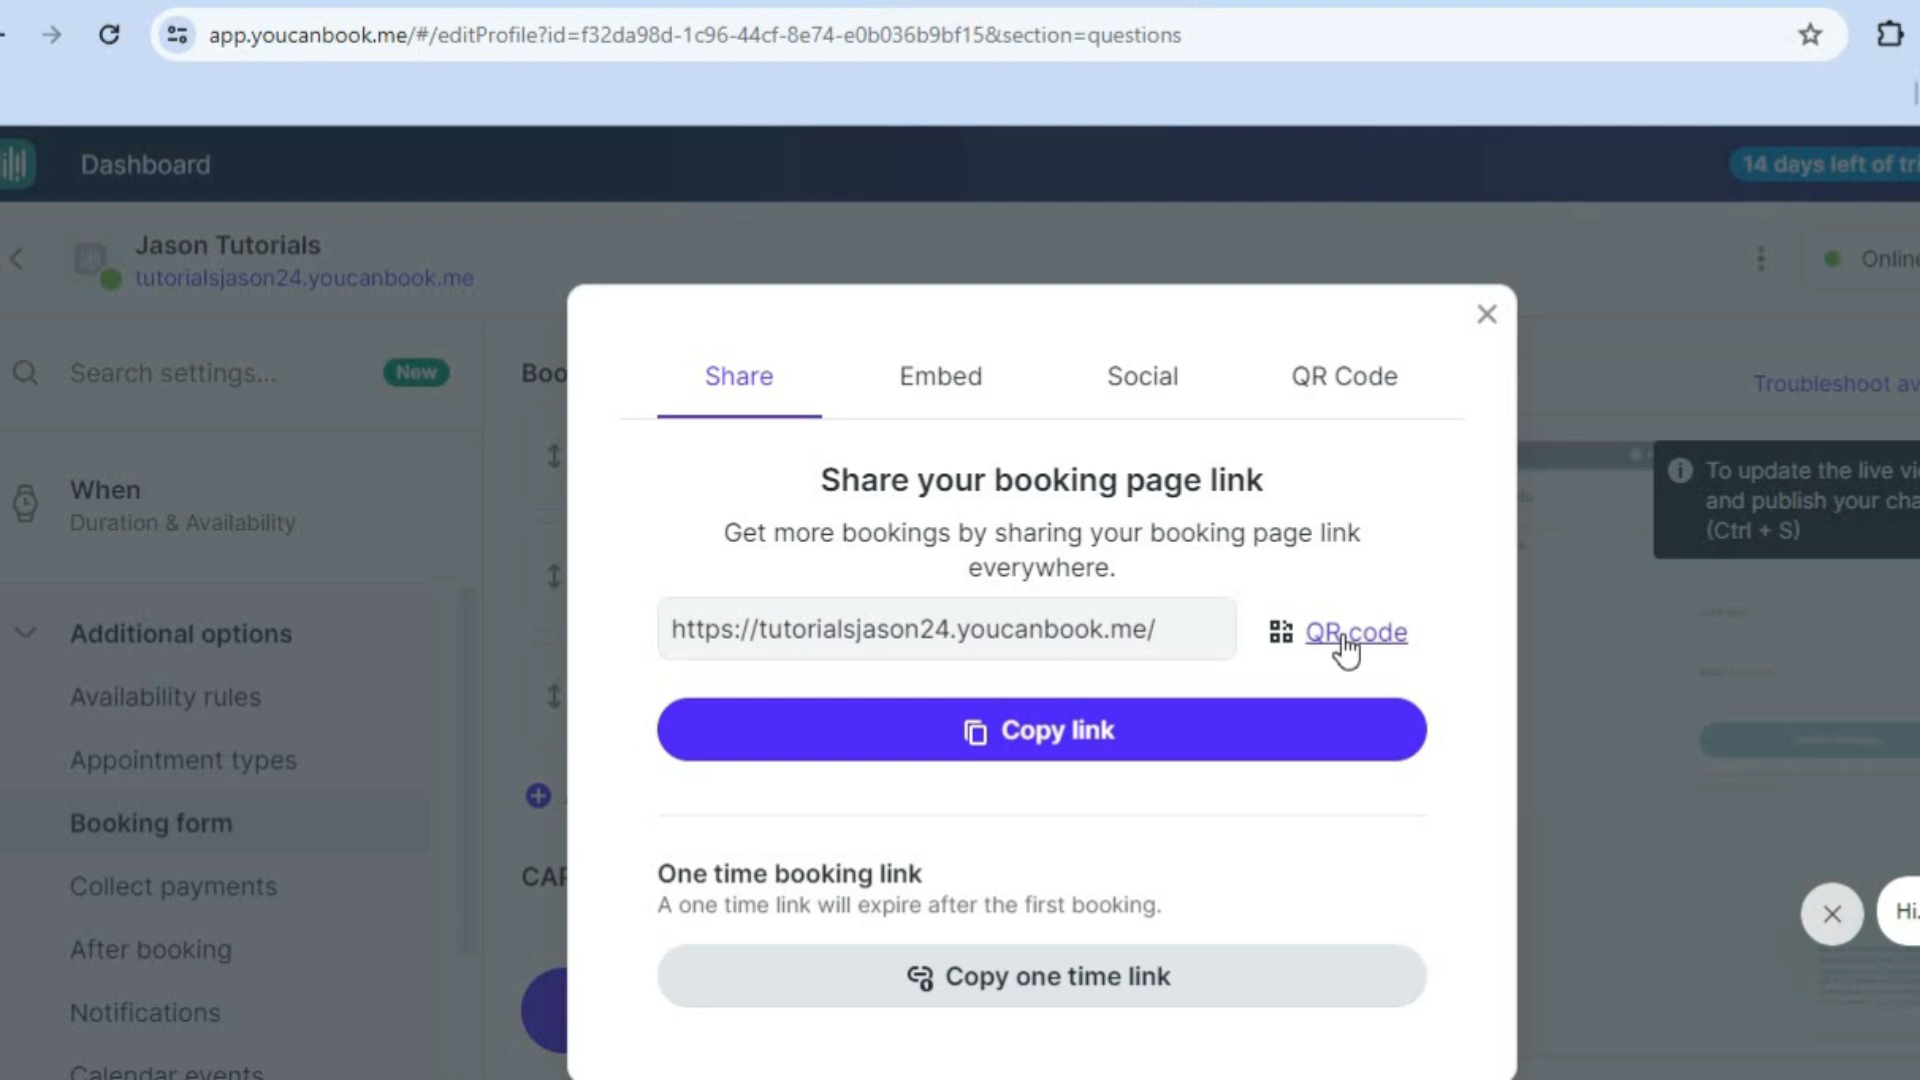 app.youcanbook.me/#/editProfile?id=f32da98d-1c96-44cf-8e74-e0b036b9bf15&section=questions
Dashboard
14 days left of tri
Jason Tutorials
tutorialsjason24.youcanbook.me
Online
Search settings...
New
Boo
Troubleshoot av
Share
Embed
Social
QR Code
Share your booking page link
Get more bookings by sharing your booking page link
everywhere.
https://tutorialsjason24.youcanbook.me/
QR code
Copy link
One time booking link
A one time link will expire after the first booking.
Copy one time link
When
Duration & Availability
Additional options
Availability rules
Appointment types
Booking form
Collect payments
After booking
Notifications
Calendar events
CAP
To update the live vi
and publish your cha
(Ctrl + S)
Hi.